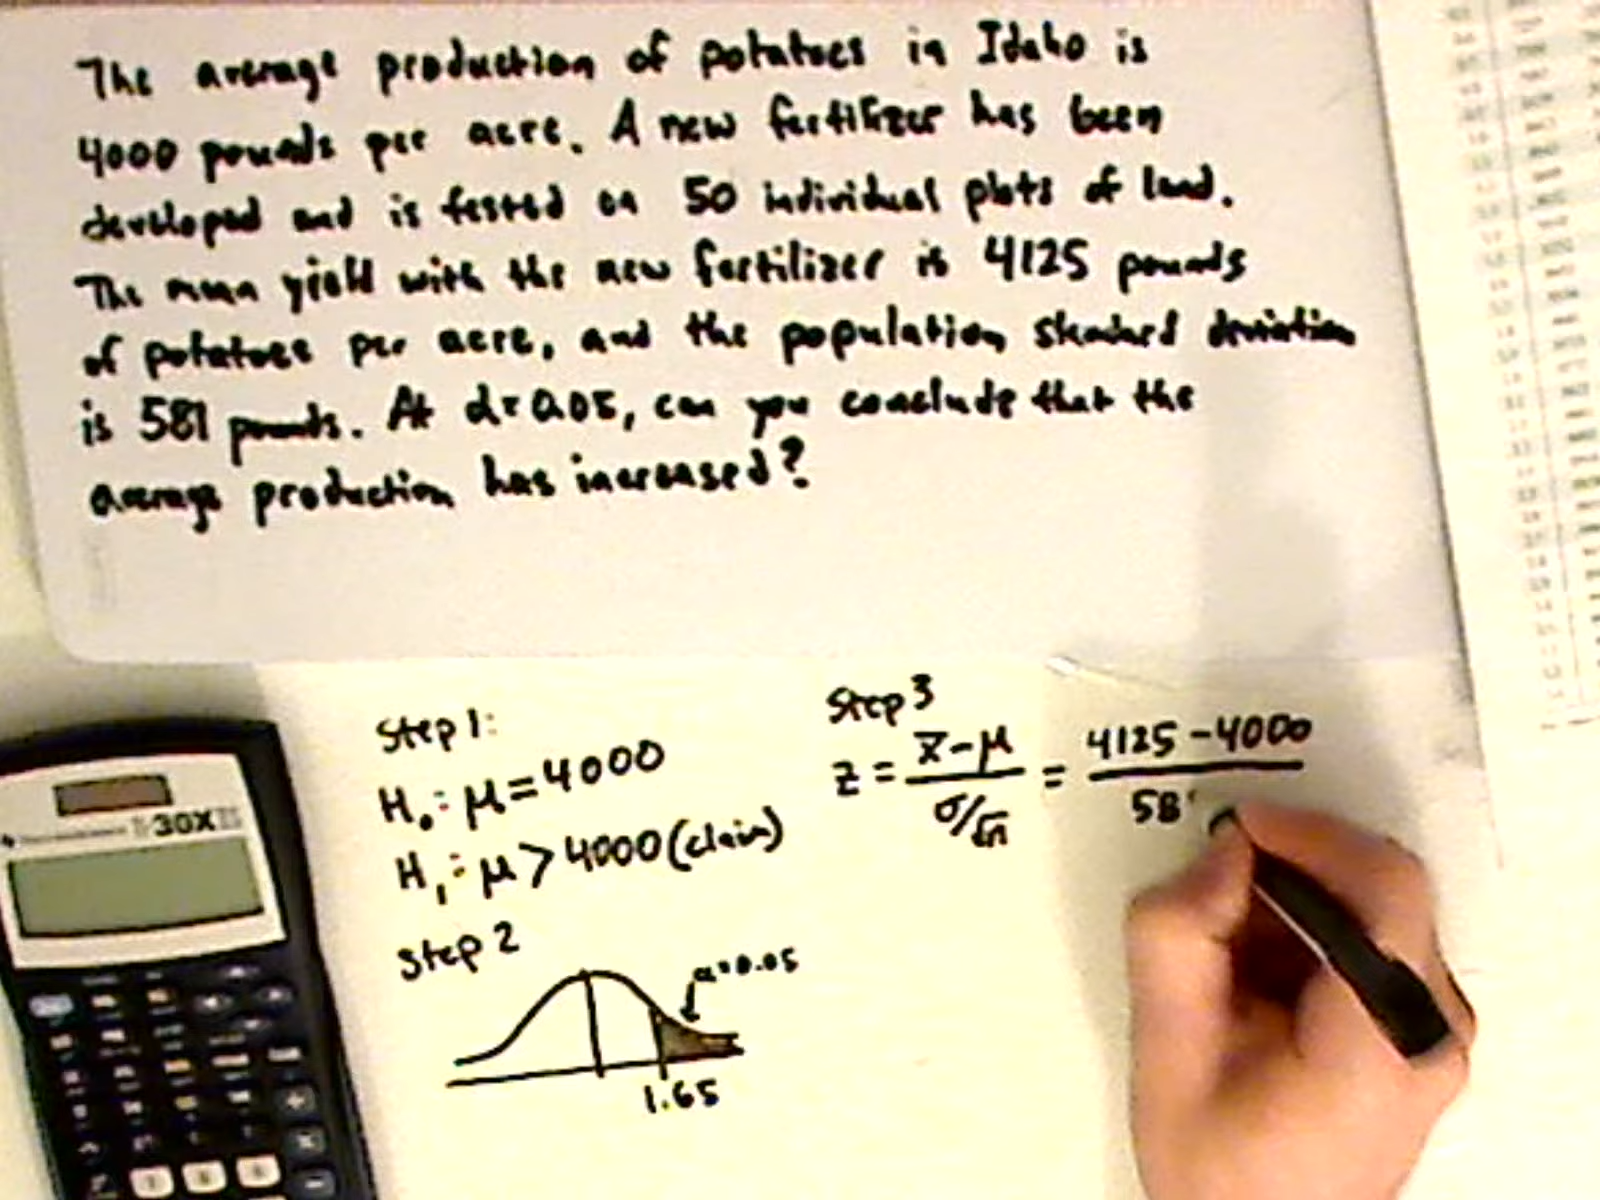 The average production of potatoes in Idaho is
4000 pounds per acre. A new fertilizer has been
developed and is tested on 50 individual plots of land.
The mean yield with the new fertilizer is 4125 pounds
of potatoes per acre, and the population standard deviation
is 581 pounds. At α=0.05, can you conclude that the
average production has increased?
Step 1:
H₀: μ=4000
H₁: μ>4000 (claim)
Step 2
α=0.05
1.65
Step 3
z = x̄-μ / σ/√n = 4125-4000 / 58
30X